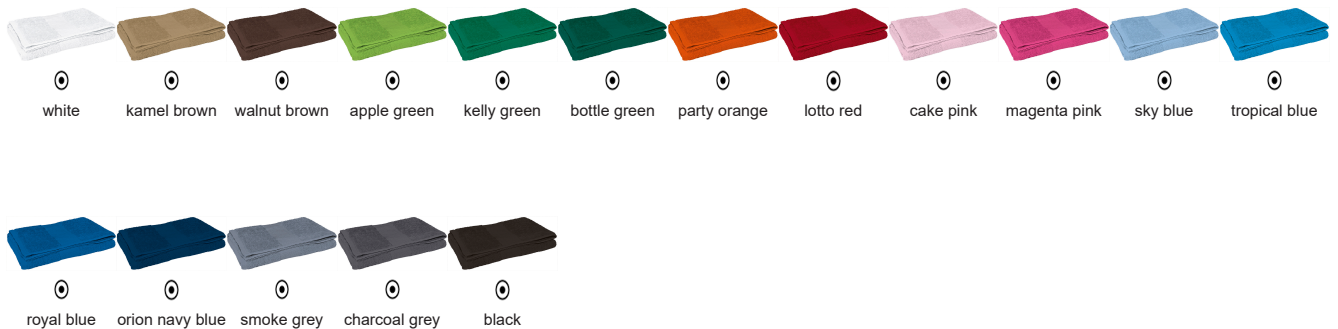 white kamel brown walnut brown apple green kelly green bottle green party orange lotto red cake pink magenta pink sky blue tropical blue
royal blue orion navy blue smoke grey charcoal grey black